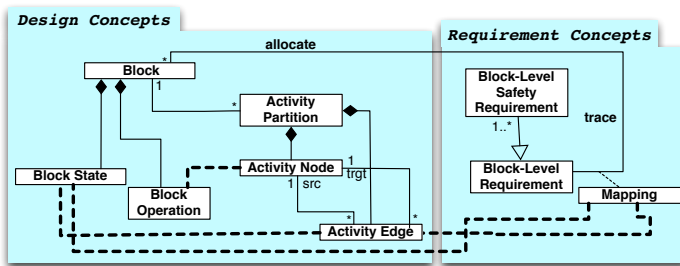 Design Concepts
Requirement Concepts
allocate
*
Block
1
Block-Level
Safety
Requirement
*
Activity
Partition
trace
1..*
Block State
Activity Node
1
trgt
Block-Level
Requirement
1
src
Block
Operation
Mapping
*
*
Activity Edge